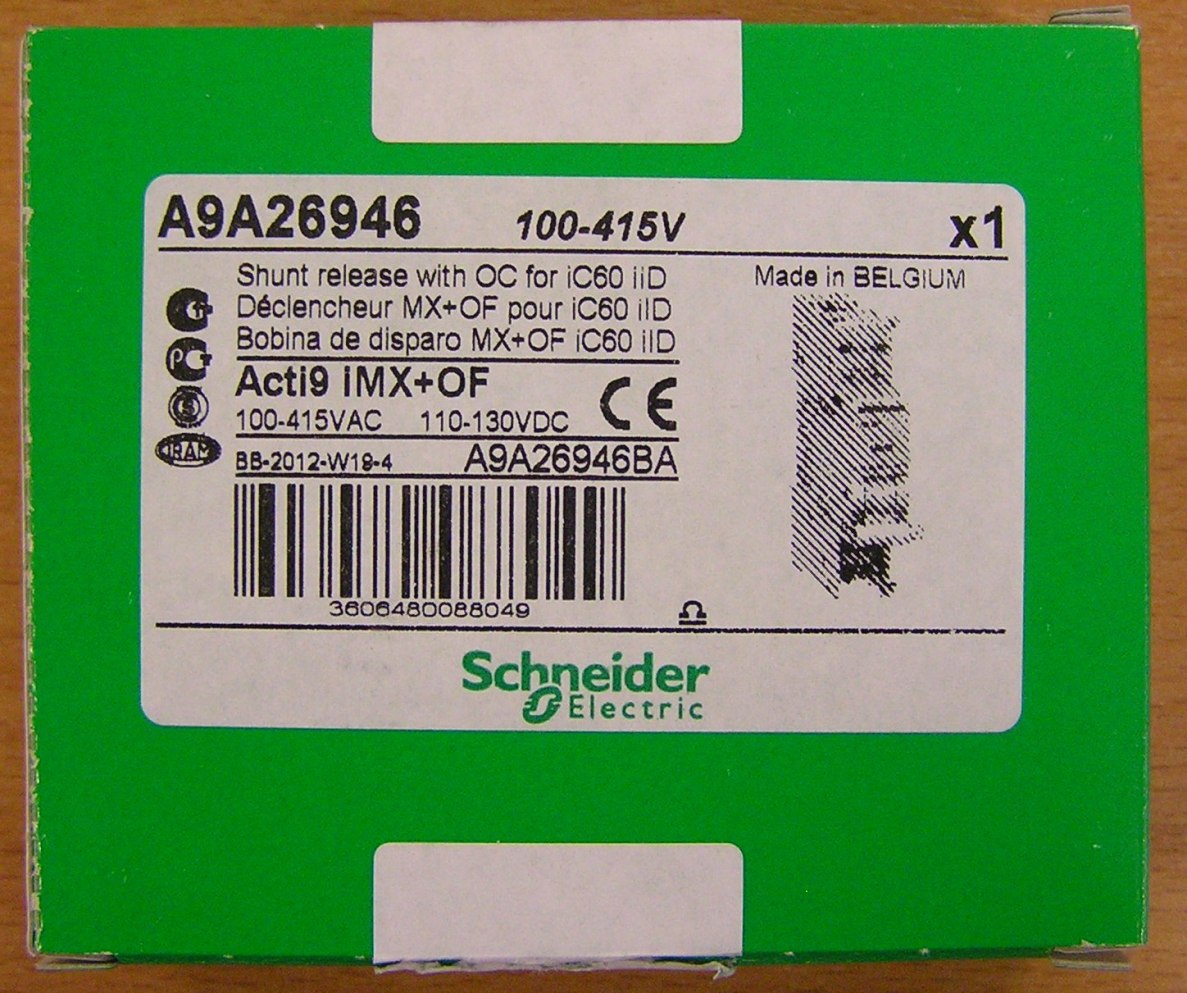 A9A26946 100-415V x1
Shunt release with OC for iC60 iID
Made in BELGIUM
Déclencheur MX+OF pour iC60 iID
Bobina de disparo MX+OF iC60 iID
Acti9 iMX+OF
CE
100-415VAC 110-130VDC
IRAM
BB-2012-W18-4 A9A26946BA
3606480088049
Schneider
Electric